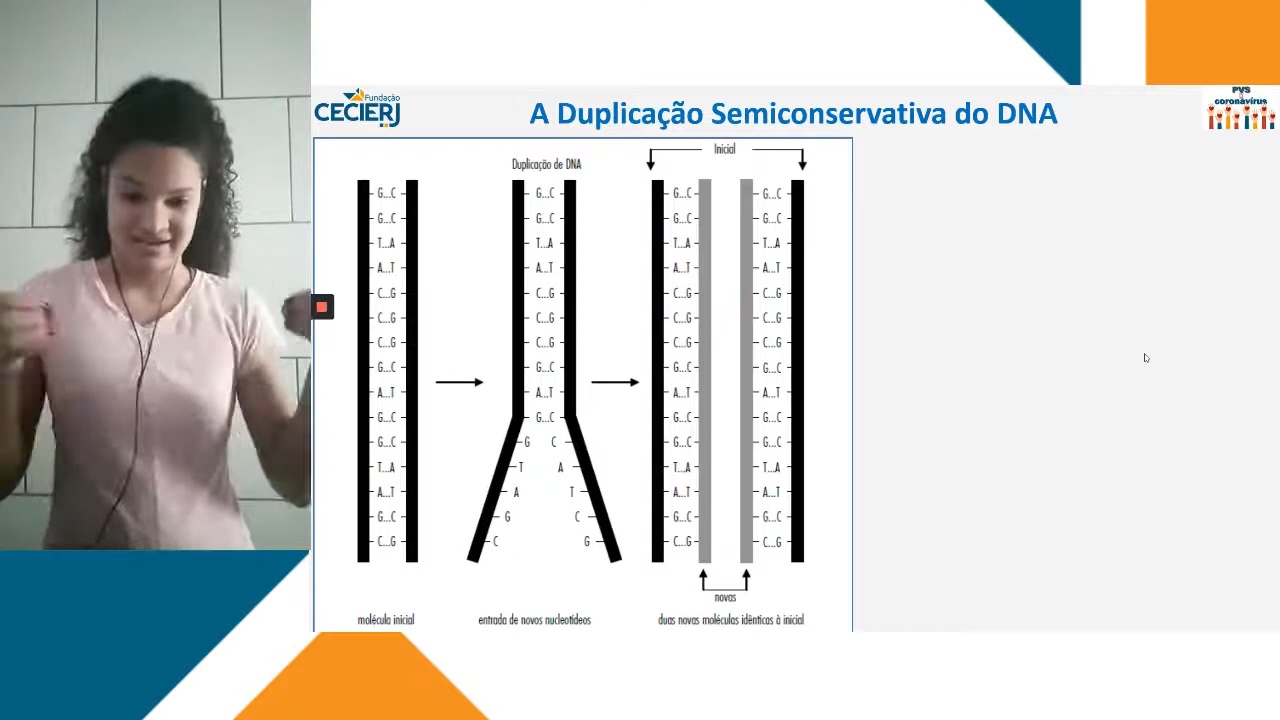 Fundação
CECIERJ
A Duplicação Semiconservativa do DNA
PVS
X
coronavírus
Inicial
Duplicação de DNA
G...C G...C G...C G...C
G...C G...C G...C G...C
T...A T...A T...A T...A
A...T A...T A...T A...T
C...G C...G C...G C...G
C...G C...G C...G C...G
C...G C...G C...G C...G
G...C G...C G...C G...C
A...T A...T A...T A...T
G...C G...C G...C G...C
G...C G C G...C G...C
T...A T A T...A T...A
A...T A T A...T A...T
G...C G C G...C G...C
C...G C G C...G C...G
novas
molécula inicial
entrada de novos nucleotídeos
duas novas moléculas idênticas à inicial